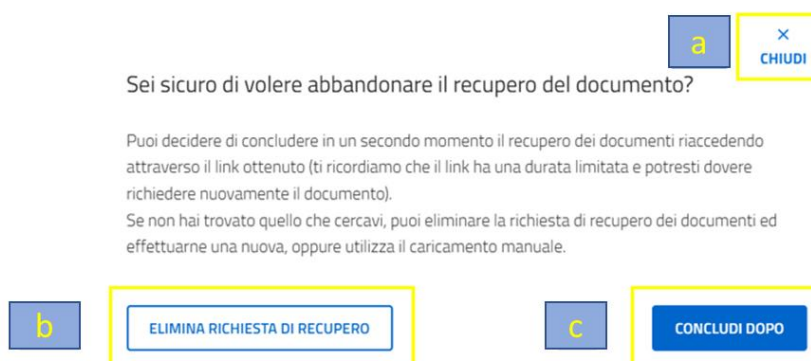 a
×
CHIUDI
Sei sicuro di volere abbandonare il recupero del documento?
Puoi decidere di concludere in un secondo momento il recupero dei documenti riaccedendo
attraverso il link ottenuto (ti ricordiamo che il link ha una durata limitata e potresti dovere
richiedere nuovamente il documento).
Se non hai trovato quello che cercavi, puoi eliminare la richiesta di recupero dei documenti ed
effettuarne una nuova, oppure utilizza il caricamento manuale.
b
ELIMINA RICHIESTA DI RECUPERO
c
CONCLUDI DOPO